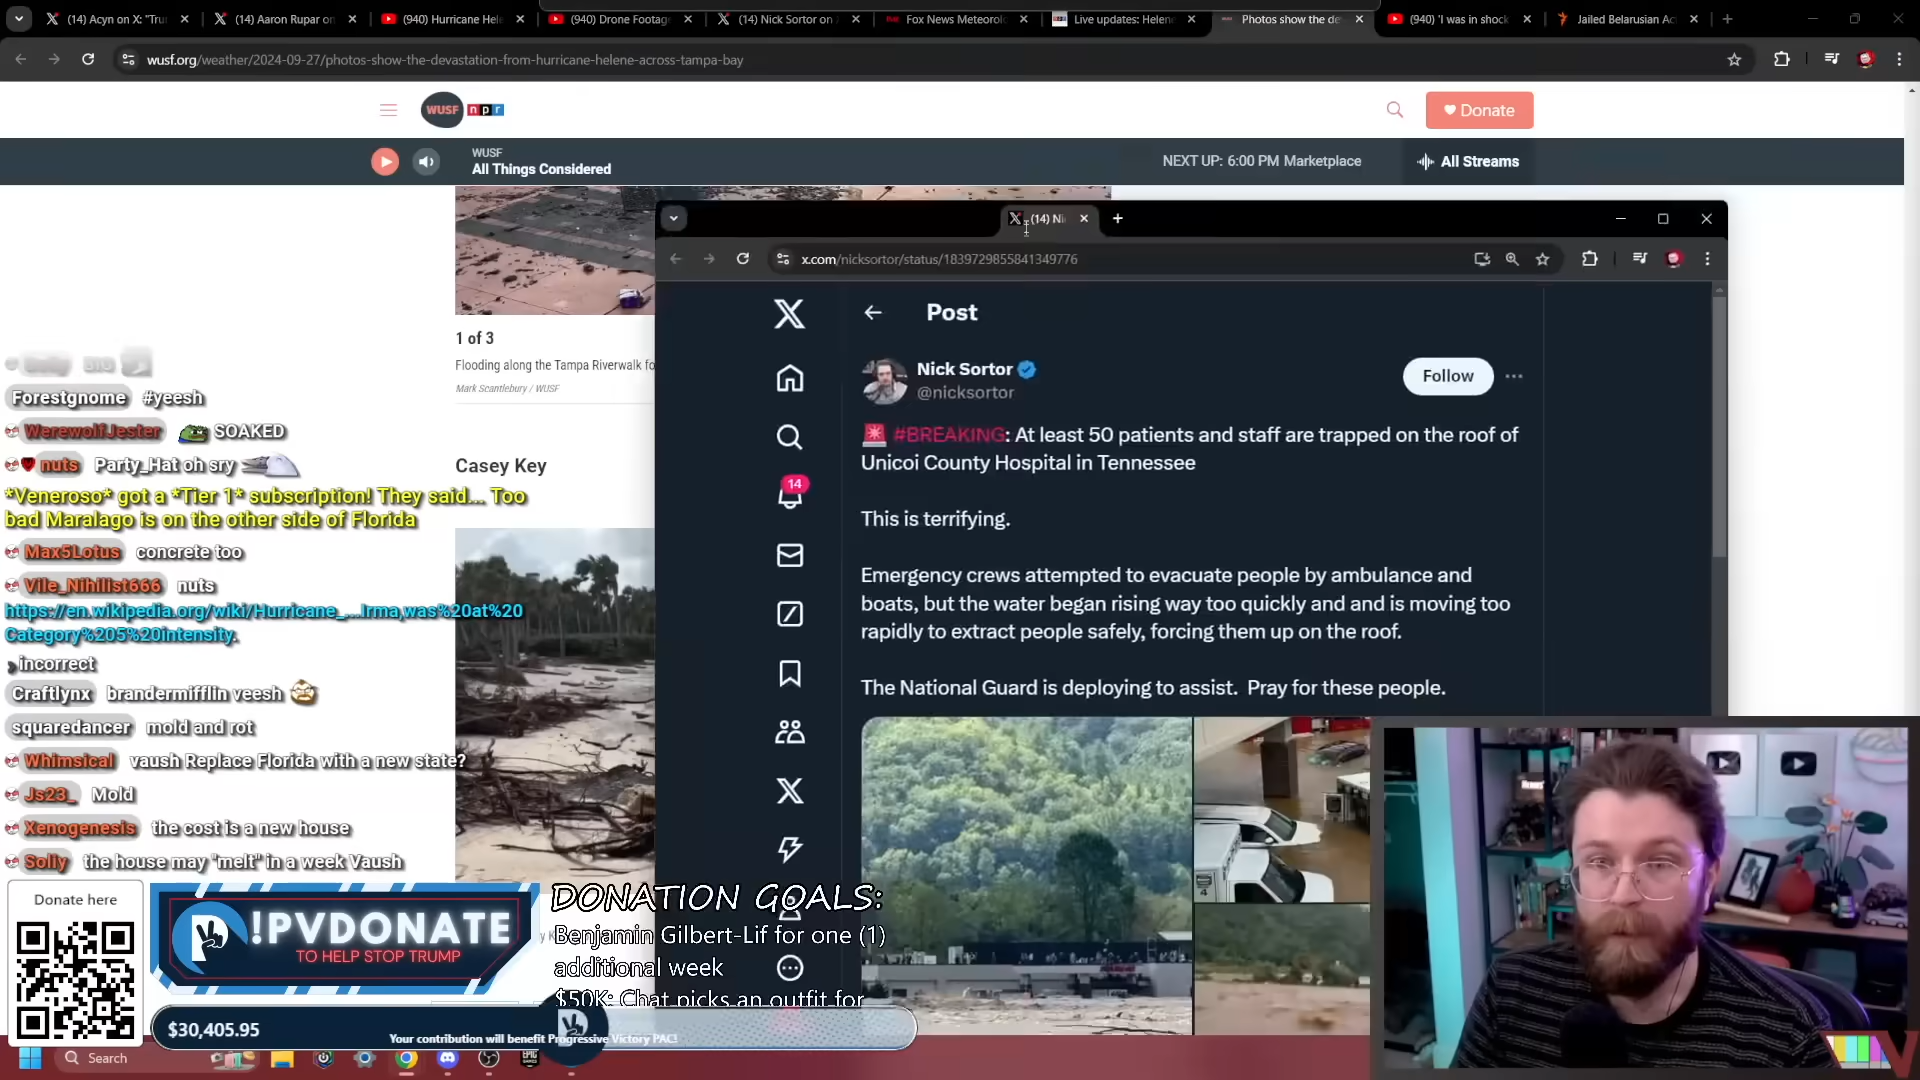 (14) Acyn on X: "Tru
(14) Aaron Rupar on
(940) Hurricane Hel
(940) Drone Footag
(14) Nick Sortor on
Fox News Meteorol
Live updates: Helen
Photos show the de
(940) 'I was in shock
Jailed Belarusian Ac
wusf.org/weather/2024-09-27/photos-show-the-devastation-from-hurricane-helene-across-tampa-bay
WUSF npr
Donate
WUSF
All Things Considered
NEXT UP: 6:00 PM Marketplace
All Streams
1 of 3
Flooding along the Tampa Riverwalk fo
Mark Scantlebury / WUSF
Casey Key
(14) Ni
x.com/nicksortor/status/1839729855841349776
Post
Nick Sortor
@nicksortor
Follow
14
#BREAKING: At least 50 patients and staff are trapped on the roof of
Unicoi County Hospital in Tennessee
This is terrifying.
Emergency crews attempted to evacuate people by ambulance and
boats, but the water began rising way too quickly and and is moving too
rapidly to extract people safely, forcing them up on the roof.
The National Guard is deploying to assist. Pray for these people.
Forestgnome #yeesh
WerewolfJester SOAKED
nuts Party_Hat oh sry
*Veneroso* got a *Tier 1* subscription! They said... Too
bad Maralago is on the other side of Florida
Max5Lotus concrete too
Vile_Nihilist666 nuts
https://en.wikipedia.org/wiki/Hurricane_...Irma,was%20at%20
Category%205%20intensity.
incorrect
Craftlynx brandermifflin veesh
squaredancer mold and rot
Whimsical vaush Replace Florida with a new state?
Js23_ Mold
Xenogenesis the cost is a new house
Solly the house may "melt" in a week Vaush
Donate here
!PVDONATE
TO HELP STOP TRUMP
DONATION GOALS:
Benjamin Gilbert-Lif for one (1)
additional week
$50K: Chat picks an outfit for
$30,405.95
Your contribution will benefit Progressive Victory PAC!
Search
EPIC